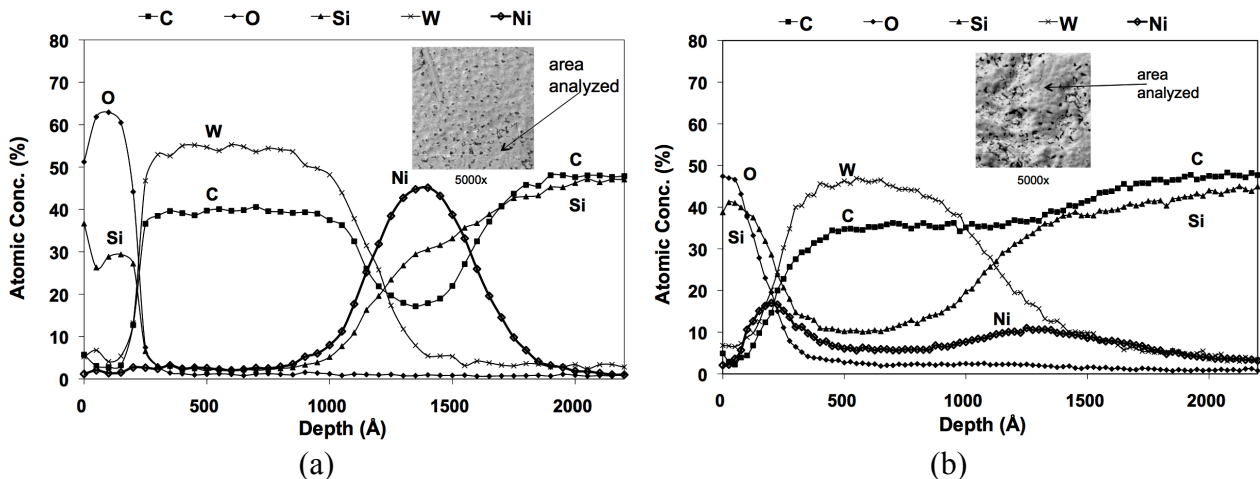 C O Si W Ni
80
70
60
50
40
30
20
10
0
Atomic Conc. (%)
0 500 1000 1500 2000
Depth (Å)
O
Si
W
C
Ni
C
Si
area
analyzed
5000x
(a)
C O Si W Ni
80
70
60
50
40
30
20
10
0
Atomic Conc. (%)
0 500 1000 1500 2000
Depth (Å)
O
Si
W
C
Ni
C
Si
area
analyzed
5000x
(b)